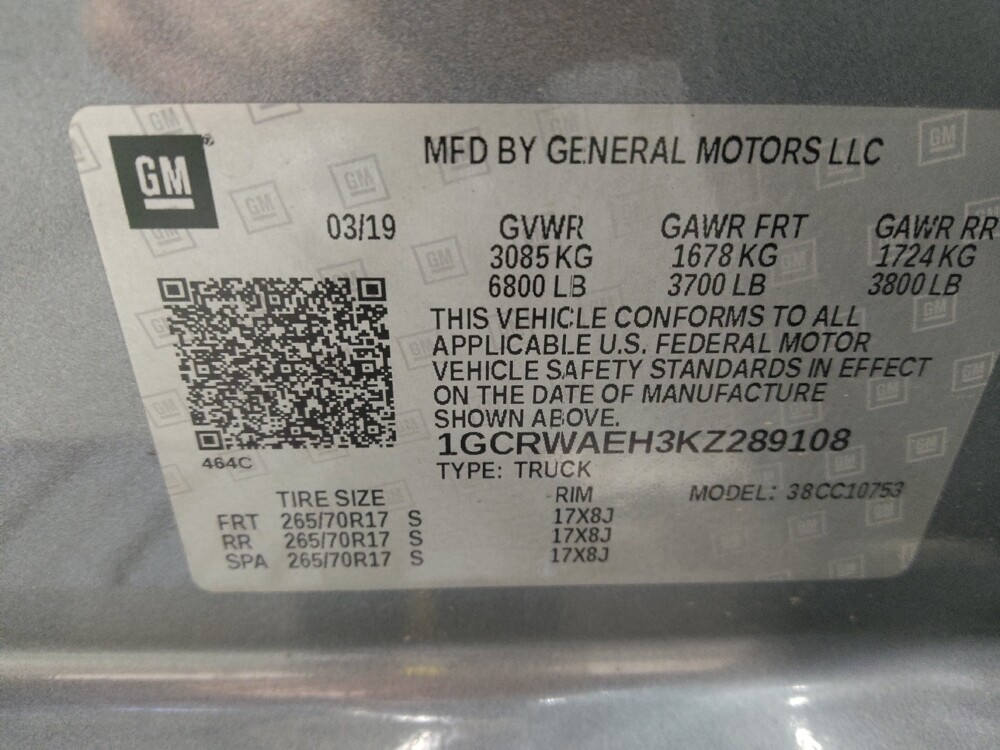 GM
MFD BY GENERAL MOTORS LLC
03/19 GVWR GAWR FRT GAWR RR
3085 KG 1678 KG 1724 KG
6800 LB 3700 LB 3800 LB
THIS VEHICLE CONFORMS TO ALL
APPLICABLE U.S. FEDERAL MOTOR
VEHICLE SAFETY STANDARDS IN EFFECT
ON THE DATE OF MANUFACTURE
SHOWN ABOVE.
1GCRWAEH3KZ289108
464C
TYPE: TRUCK
TIRE SIZE RIM MODEL: 38CC10753
FRT 265/70R17 S 17X8J
RR 265/70R17 S 17X8J
SPA 265/70R17 S 17X8J